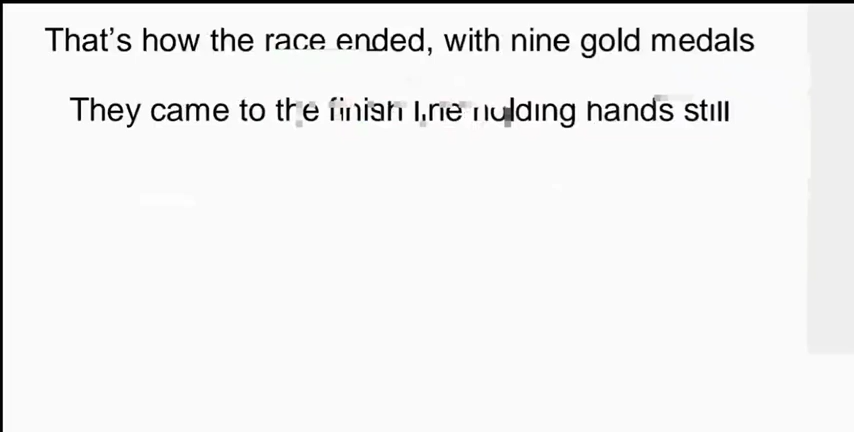 That's how the race ended, with nine gold medals
They came to the finish line holding hands still